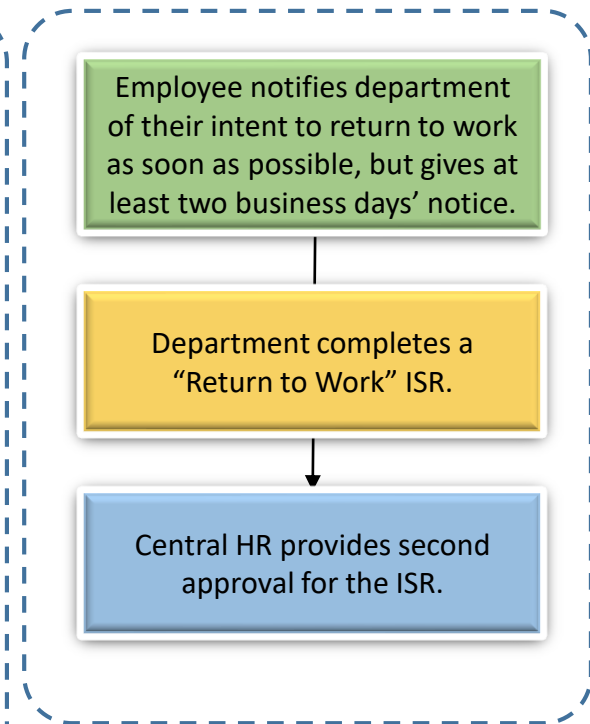 Employee notifies department
of their intent to return to work
as soon as possible, but gives at
least two business days’ notice.
Department completes a
“Return to Work” ISR.
Central HR provides second
approval for the ISR.